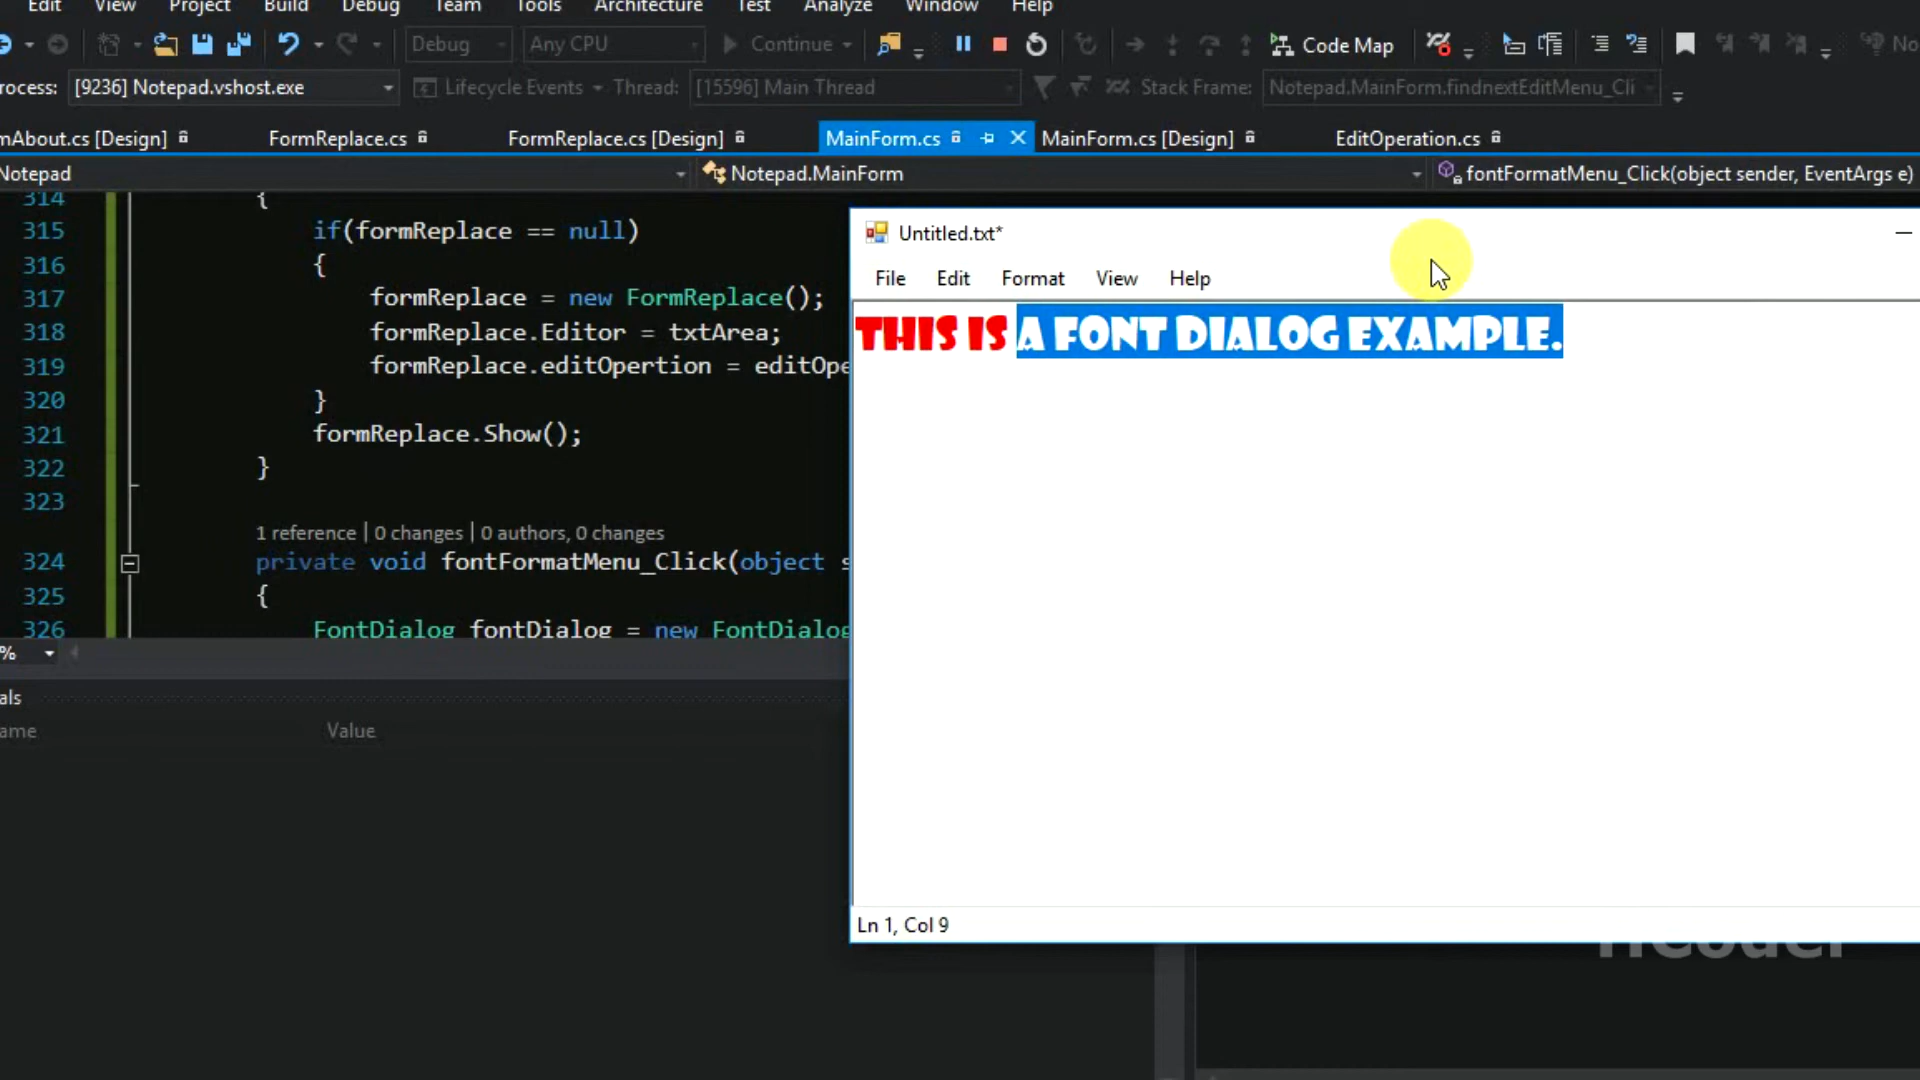 Edit View Project Build Debug Team Tools Architecture Test Analyze Window Help
Debug Any CPU Continue Code Map No
rocess: [9236] Notepad.vshost.exe Lifecycle Events Thread: [15596] Main Thread Stack Frame: Notepad.MainForm.findnextEditMenu_Cli
mAbout.cs [Design] FormReplace.cs FormReplace.cs [Design] MainForm.cs MainForm.cs [Design] EditOperation.cs
Notepad Notepad.MainForm fontFormatMenu_Click(object sender, EventArgs e)
314 {
315 if(formReplace == null)
316 {
317 formReplace = new FormReplace();
318 formReplace.Editor = txtArea;
319 formReplace.editOpertion = editOpe
320 }
321 formReplace.Show();
322 }
323
1 reference | 0 changes | 0 authors, 0 changes
324 private void fontFormatMenu_Click(object s
325 {
326 FontDialog fontDialog = new FontDialog
%
als
ame Value
Untitled.txt*
File Edit Format View Help
THIS IS A FONT DIALOG EXAMPLE.
Ln 1, Col 9